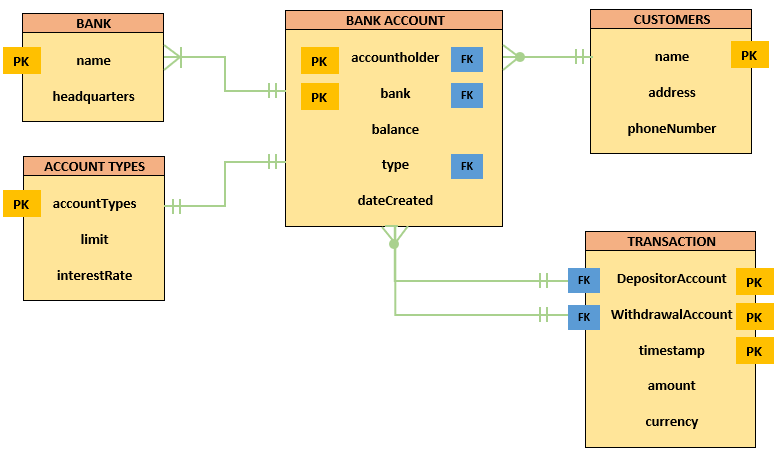 BANK
PK name
headquarters
ACCOUNT TYPES
PK accountTypes
limit
interestRate
BANK ACCOUNT
PK accountholder FK
PK bank FK
balance
type FK
dateCreated
CUSTOMERS
name PK
address
phoneNumber
TRANSACTION
FK DepositorAccount PK
FK WithdrawalAccount PK
timestamp PK
amount
currency